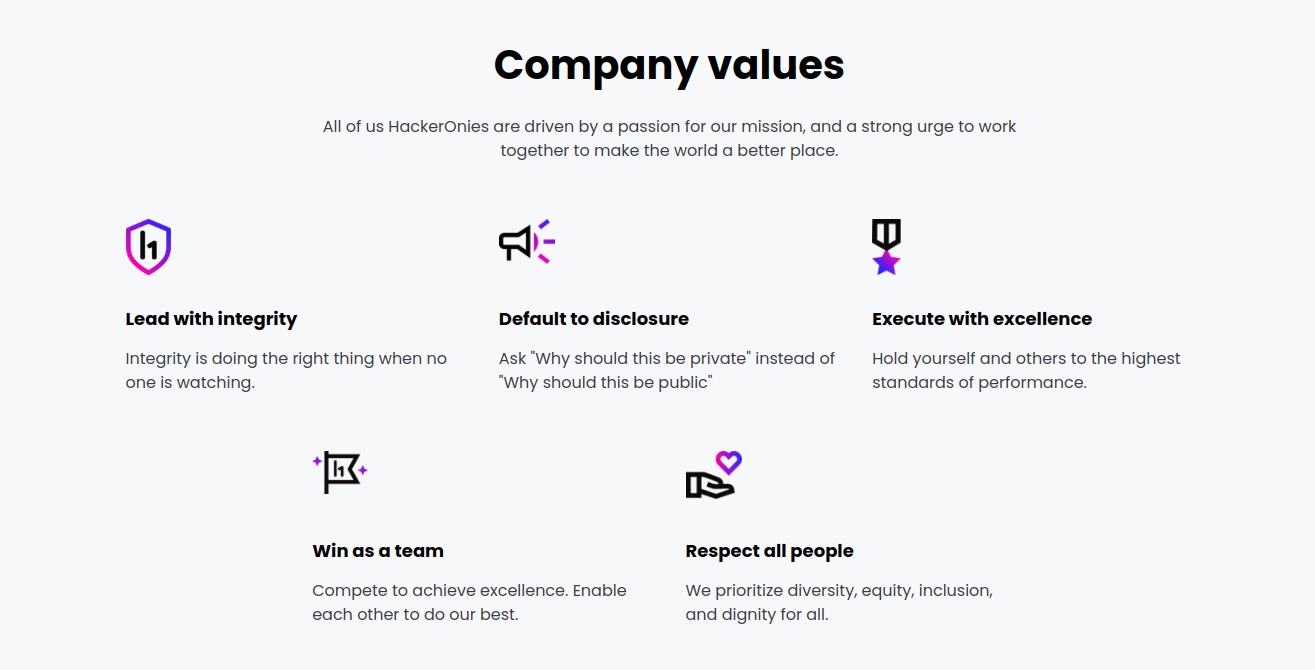 Company values
All of us HackerOnies are driven by a passion for our mission, and a strong urge to work
together to make the world a better place.
h1
Lead with integrity
Integrity is doing the right thing when no
one is watching.
Default to disclosure
Ask "Why should this be private" instead of
"Why should this be public"
Execute with excellence
Hold yourself and others to the highest
standards of performance.
h1
Win as a team
Compete to achieve excellence. Enable
each other to do our best.
Respect all people
We prioritize diversity, equity, inclusion,
and dignity for all.